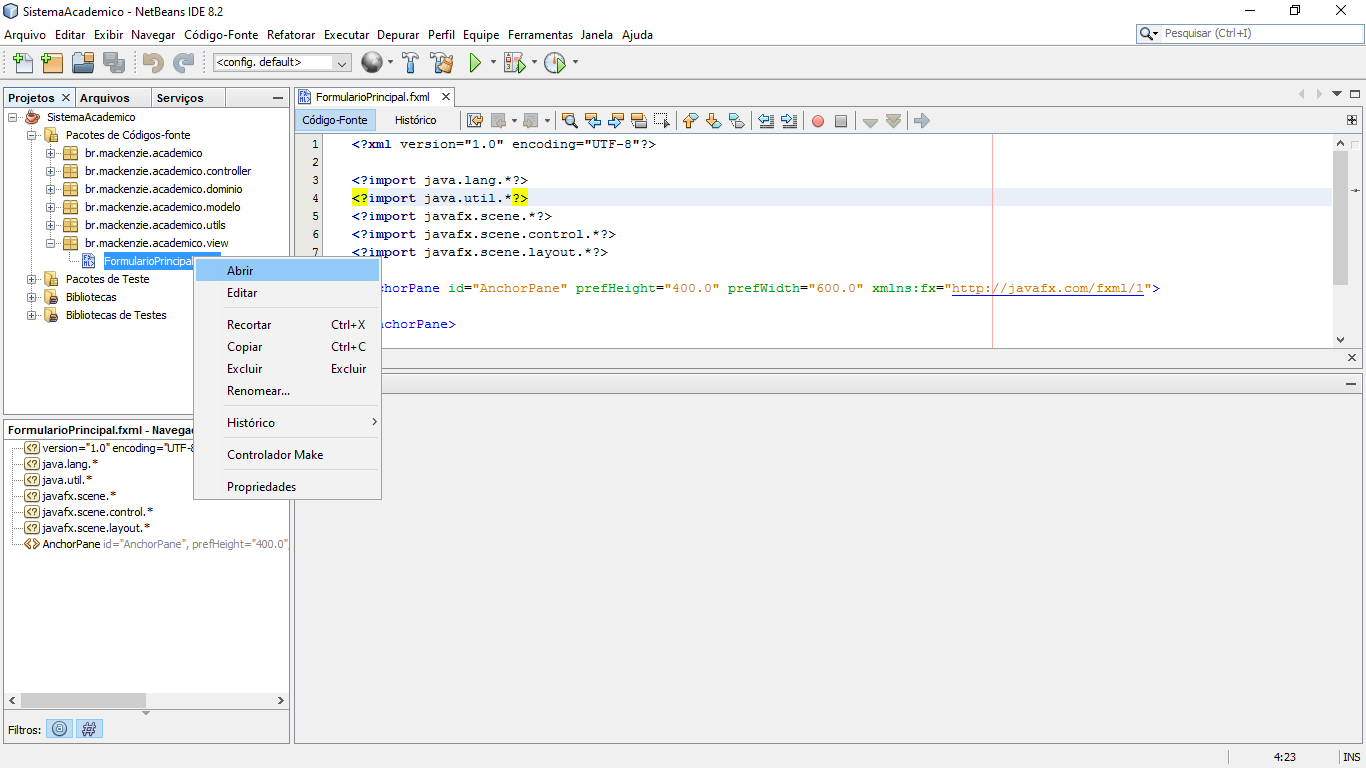 SistemaAcademico - NetBeans IDE 8.2
Arquivo Editar Exibir Navegar Código-Fonte Refatorar Executar Depurar Perfil Equipe Ferramentas Janela Ajuda
Pesquisar (Ctrl+I)
<config. default>
Projetos Arquivos Serviços
SistemaAcademico
Pacotes de Códigos-fonte
br.mackenzie.academico
br.mackenzie.academico.controller
br.mackenzie.academico.dominio
br.mackenzie.academico.modelo
br.mackenzie.academico.utils
br.mackenzie.academico.view
FormularioPrincipal
Pacotes de Teste
Bibliotecas
Bibliotecas de Testes
Abrir
Editar
Recortar Ctrl+X
Copiar Ctrl+C
Excluir Excluir
Renomear...
Histórico
Controlador Make
Propriedades
FormularioPrincipal.fxml
Código-Fonte Histórico
1 <?xml version="1.0" encoding="UTF-8"?>
2
3 <?import java.lang.*?>
4 <?import java.util.*?>
5 <?import javafx.scene.*?>
6 <?import javafx.scene.control.*?>
7 <?import javafx.scene.layout.*?>
chorPane id="AnchorPane" prefHeight="400.0" prefWidth="600.0" xmlns:fx="http://javafx.com/fxml/1">
nchorPane>
FormularioPrincipal.fxml - Navega
version="1.0" encoding="UTF-8
java.lang.*
java.util.*
javafx.scene.*
javafx.scene.control.*
javafx.scene.layout.*
AnchorPane id="AnchorPane", prefHeight="400.0",
Filtros:
4:23 INS